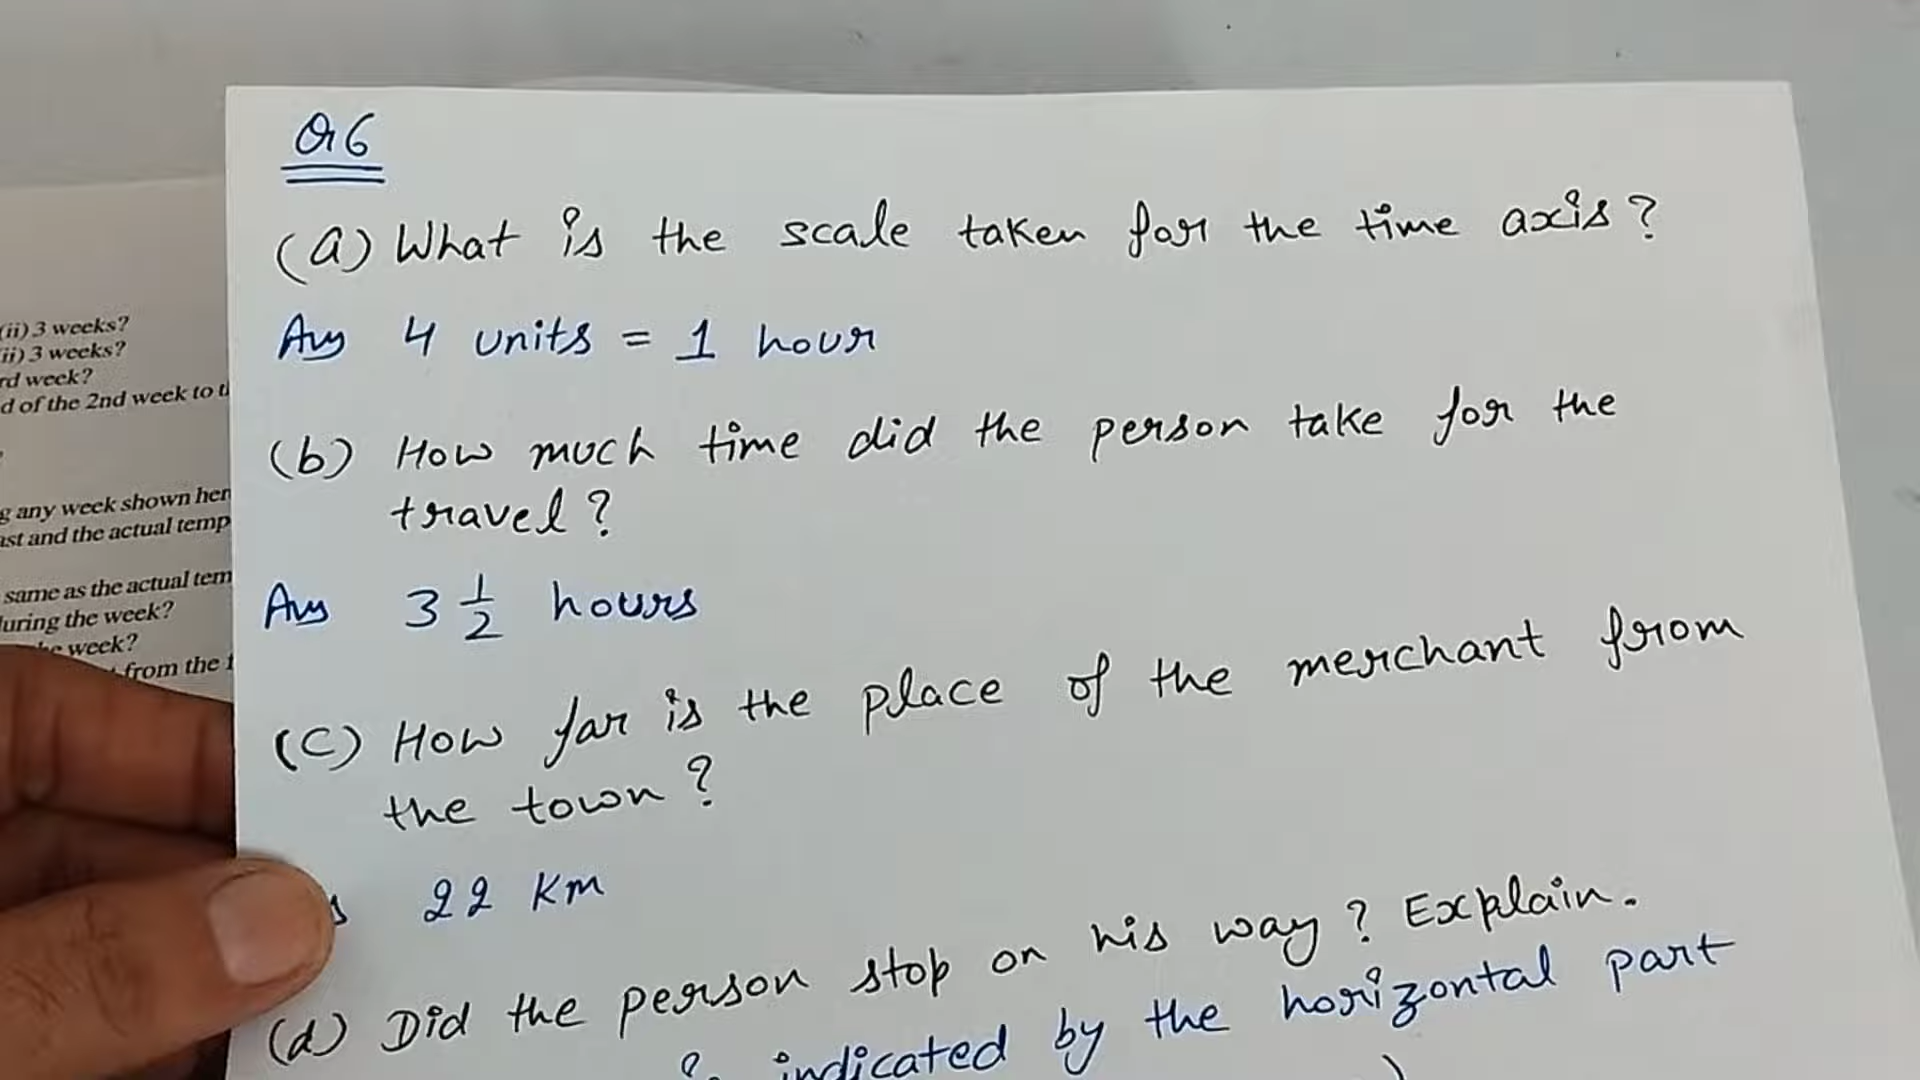 (ii) 3 weeks?
ii) 3 weeks?
rd week?
d of the 2nd week to
g any week shown her
ast and the actual temp
same as the actual tem
during the week?
week?
from the
Q6
(a) What is the scale taken for the time axis?
Ans 4 units = 1 hour
(b) How much time did the person take for the
travel?
Ans 3 1/2 hours
(c) How far is the place of the merchant from
the town?
s 22 km
(d) Did the person stop on his way? Explain.
indicated by the horizontal part